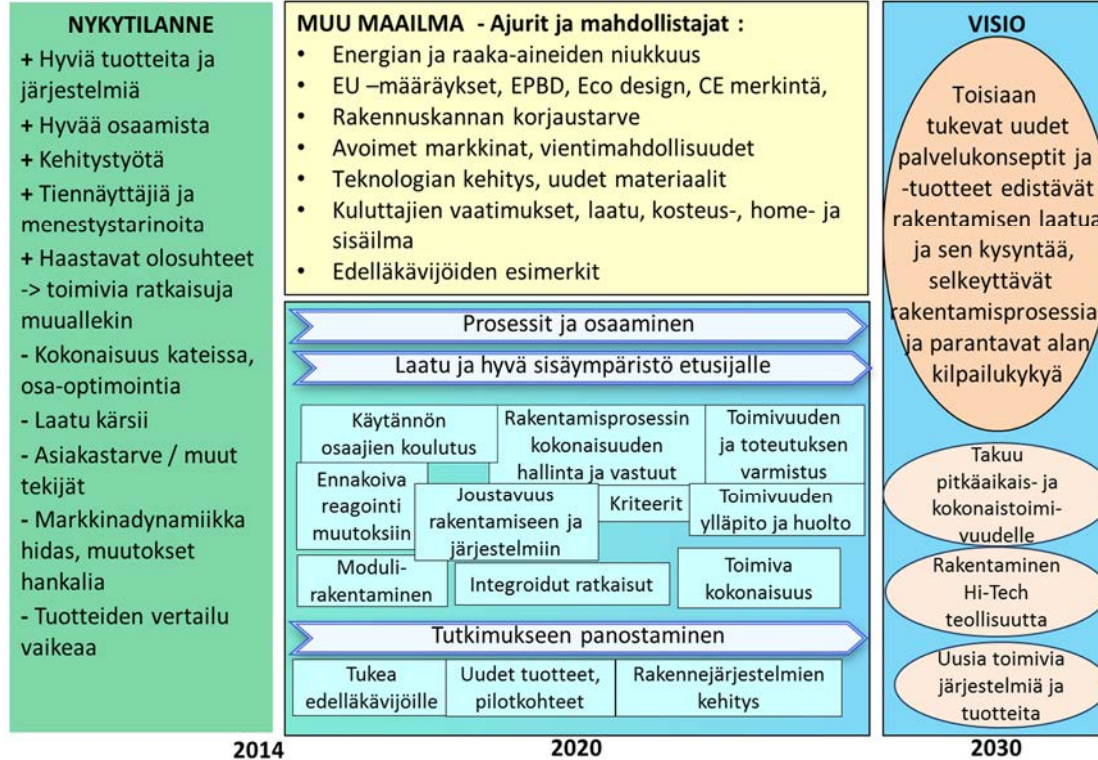 NYKYTILANNE
+ Hyviä tuotteita ja
järjestelmiä
+ Hyvää osaamista
+ Kehitystyötä
+ Tiennäyttäjiä ja
menestystarinoita
+ Haastavat olosuhteet
-> toimivia ratkaisuja
muuallekin
- Kokonaisuus kateissa,
osa-optimointia
- Laatu kärsii
- Asiakastarve / muut
tekijät
- Markkinadynamiikka
hidas, muutokset
hankalia
- Tuotteiden vertailu
vaikeaa
MUU MAAILMA - Ajurit ja mahdollistajat :
• Energian ja raaka-aineiden niukkuus
• EU –määräykset, EPBD, Eco design, CE merkintä,
• Rakennuskannan korjaustarve
• Avoimet markkinat, vientimahdollisuudet
• Teknologian kehitys, uudet materiaalit
• Kuluttajien vaatimukset, laatu, kosteus-, home- ja
sisäilma
• Edelläkävijöiden esimerkit
Prosessit ja osaaminen
Laatu ja hyvä sisäympäristö etusijalle
Käytännön
osaajien koulutus
Rakentamisprosessin
kokonaisuuden
hallinta ja vastuut
Toimivuuden
ja toteutuksen
varmistus
Ennakoiva
reagointi
muutoksiin
Joustavuus
rakentamiseen ja
järjestelmiin
Kriteerit
Toimivuuden
ylläpito ja huolto
Moduli-
rakentaminen
Integroidut ratkaisut
Toimiva
kokonaisuus
Tutkimukseen panostaminen
Tukea
edelläkävijöille
Uudet tuotteet,
pilotkohteet
Rakennejärjestelmien
kehitys
VISIO
Toisiaan
tukevat uudet
palvelukonseptit ja
-tuotteet edistävät
rakentamisen laatua
ja sen kysyntää,
selkeyttävät
rakentamisprosessia
ja parantavat alan
kilpailukykyä
Takuu
pitkäaikais- ja
kokonaistoimi-
vuudelle
Rakentaminen
Hi-Tech
teollisuutta
Uusia toimivia
järjestelmiä ja
tuotteita
2014
2020
2030